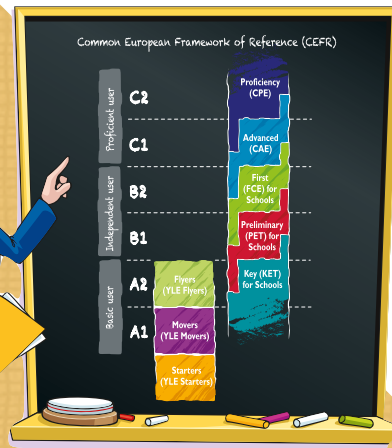 Common European Framework of Reference (CEFR)
Proficient user
C2
C1
Independent user
B2
B1
Basic user
A2
A1
Proficiency
(CPE)
Advanced
(CAE)
First
(FCE) for
Schools
Preliminary
(PET) for
Schools
Key (KET)
for Schools
Flyers
(YLE Flyers)
Movers
(YLE Movers)
Starters
(YLE Starters)